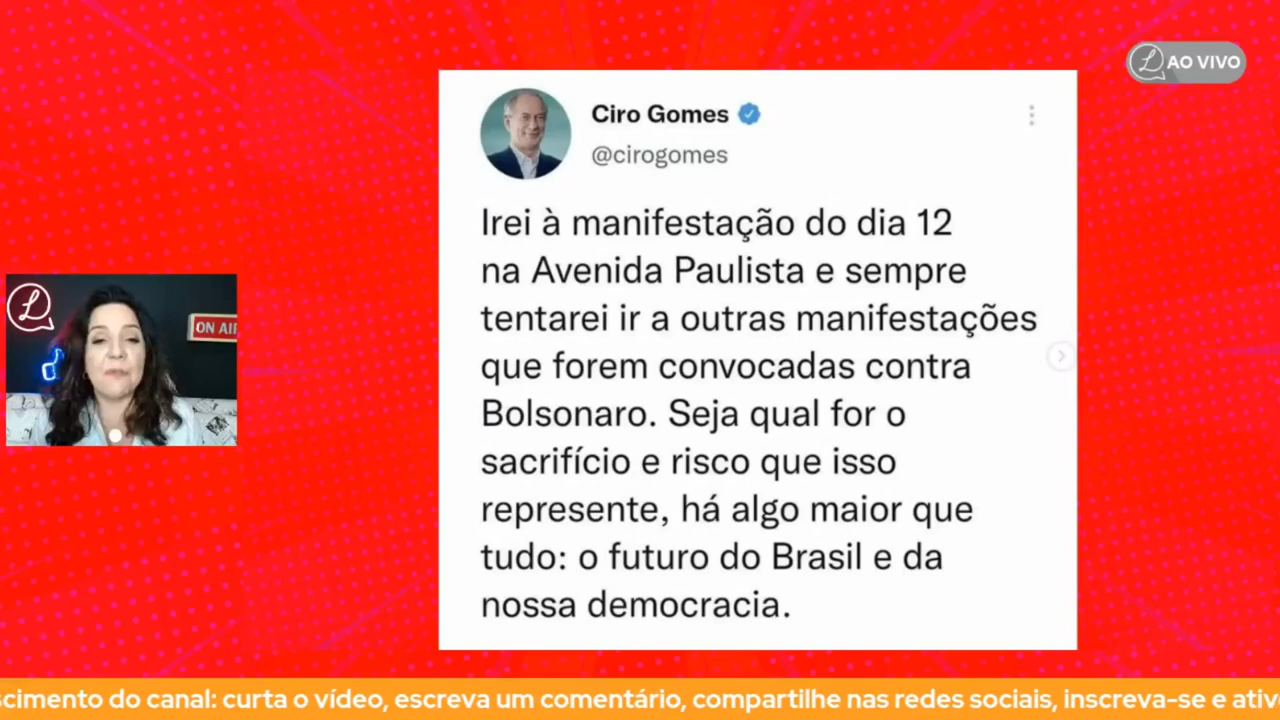 AO VIVO
Ciro Gomes
@cirogomes
Irei à manifestação do dia 12
na Avenida Paulista e sempre
tentarei ir a outras manifestações
que forem convocadas contra
Bolsonaro. Seja qual for o
sacrifício e risco que isso
represente, há algo maior que
tudo: o futuro do Brasil e da
nossa democracia.
L
ON AIR
scimento do canal: curta o vídeo, escreva um comentário, compartilhe nas redes sociais, inscreva-se e ativ